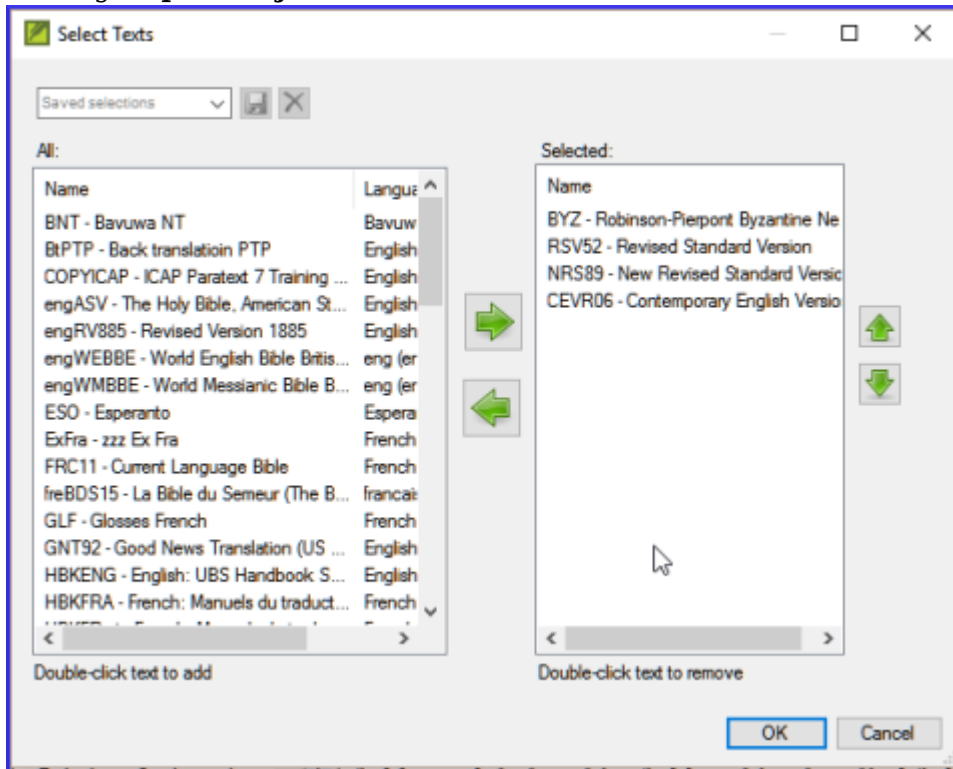 Select Texts
Saved selections
All:
Name Langua
BNT - Bavuwa NT Bavuw
BtPTP - Back translatioin PTP English
COPYICAP - ICAP Paratext 7 Training ... English
engASV - The Holy Bible, American St... English
engRV885 - Revised Version 1885 English
engWEBBE - World English Bible Britis... eng (er
engWMBBE - World Messianic Bible B... eng (er
ESO - Esperanto Espera
ExFra - zzz Ex Fra French
FRC11 - Current Language Bible French
freBDS15 - La Bible du Semeur (The B... francais
GLF - Glosses French French
GNT92 - Good News Translation (US ... English
HBKENG - English: UBS Handbook S... English
HBKFRA - French: Manuels du traduct... French
Double-click text to add
Selected:
Name
BYZ - Robinson-Pierpont Byzantine Ne
RSV52 - Revised Standard Version
NRS89 - New Revised Standard Versic
CEVR06 - Contemporary English Versio
Double-click text to remove
OK Cancel